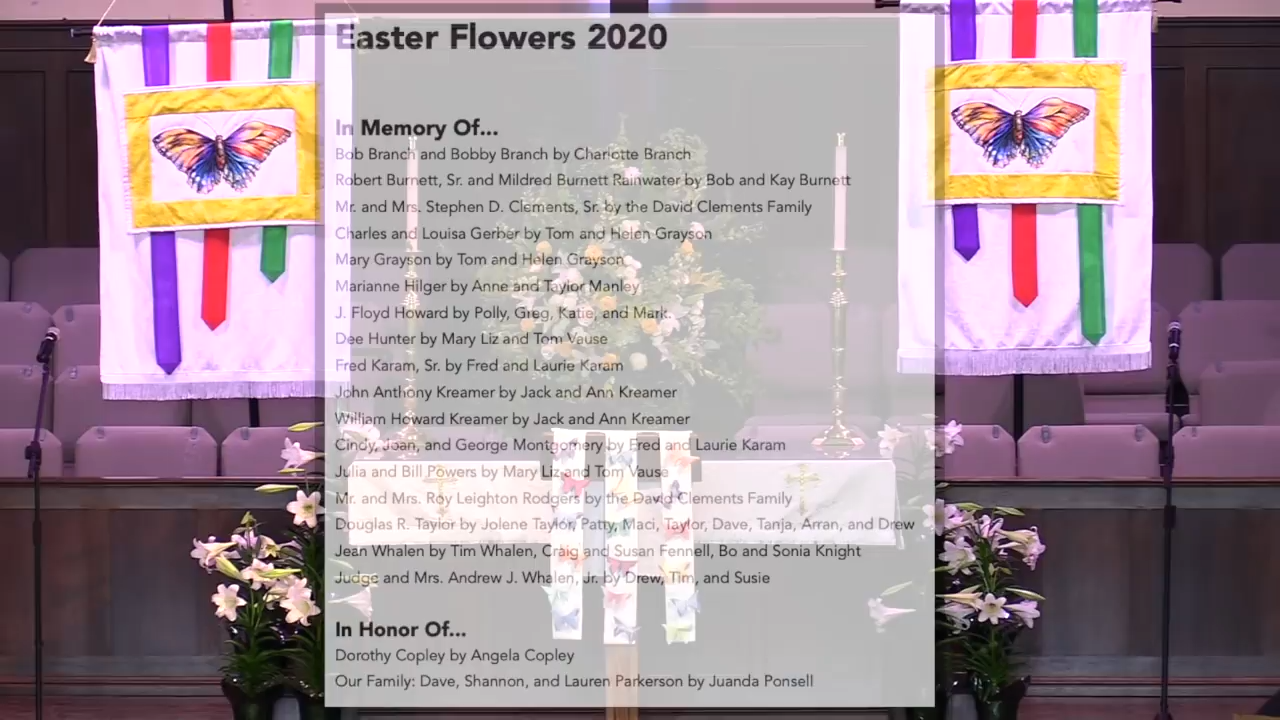 Easter Flowers 2020
In Memory Of...
Bob Branch and Bobby Branch by Charlotte Branch
Robert Burnett, Sr. and Mildred Burnett Rainwater by Bob and Kay Burnett
Mr. and Mrs. Stephen D. Clements, Sr. by the David Clements Family
Charles and Louisa Gerber by Tom and Helen Grayson
Mary Grayson by Tom and Helen Grayson
Marianne Hilger by Anne and Taylor Manley
J. Floyd Howard by Polly, Greg, Katie, and Mark.
Dee Hunter by Mary Liz and Tom Vause
Fred Karam, Sr. by Fred and Laurie Karam
John Anthony Kreamer by Jack and Ann Kreamer
William Howard Kreamer by Jack and Ann Kreamer
Cindy, Joan, and George Montgomery by Fred and Laurie Karam
Julia and Bill Powers by Mary Liz and Tom Vause
Mr. and Mrs. Roy Leighton Rodgers by the David Clements Family
Douglas R. Taylor by Jolene Taylor, Patty, Maci, Taylor, Dave, Tanja, Arran, and Drew
Jean Whalen by Tim Whalen, Craig and Susan Fennell, Bo and Sonia Knight
Judge and Mrs. Andrew J. Whalen, Jr. by Drew, Tim, and Susie
In Honor Of...
Dorothy Copley by Angela Copley
Our Family: Dave, Shannon, and Lauren Parkerson by Juanda Ponsell